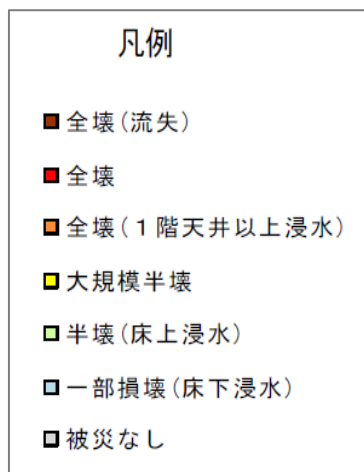 凡例
全壊(流失)
全壊
全壊(1階天井以上浸水)
大規模半壊
半壊(床上浸水)
一部損壊(床下浸水)
被災なし